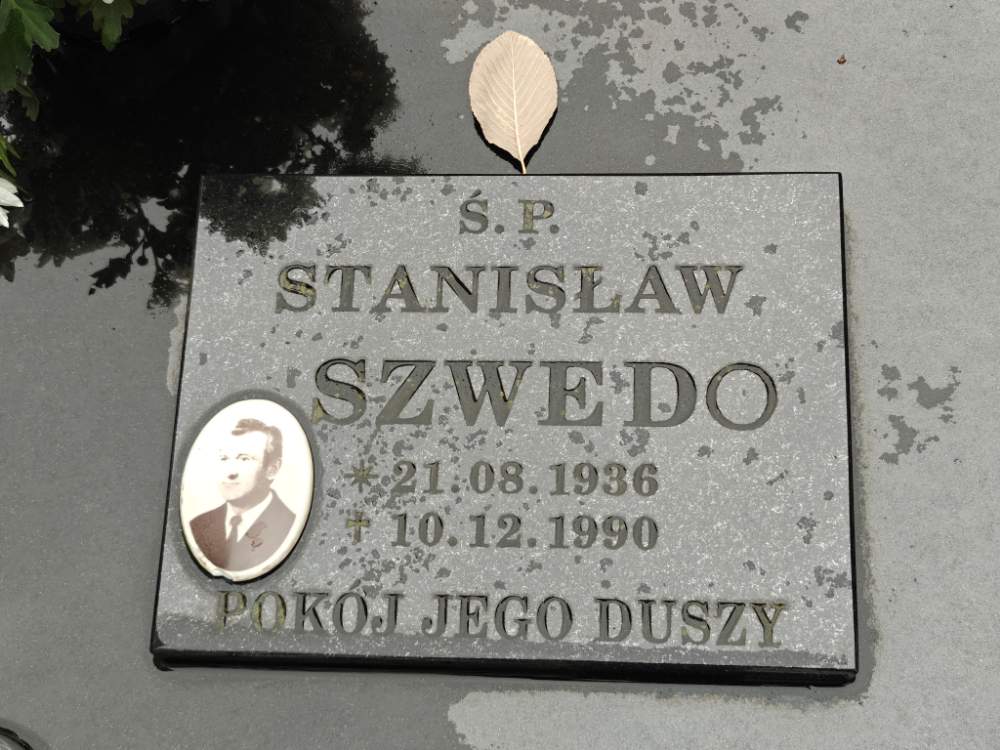 Ś. P.
STANISŁAW
SZWEDO
* 21.08.1936
✝ 10.12.1990
POKÓJ JEGO DUSZY